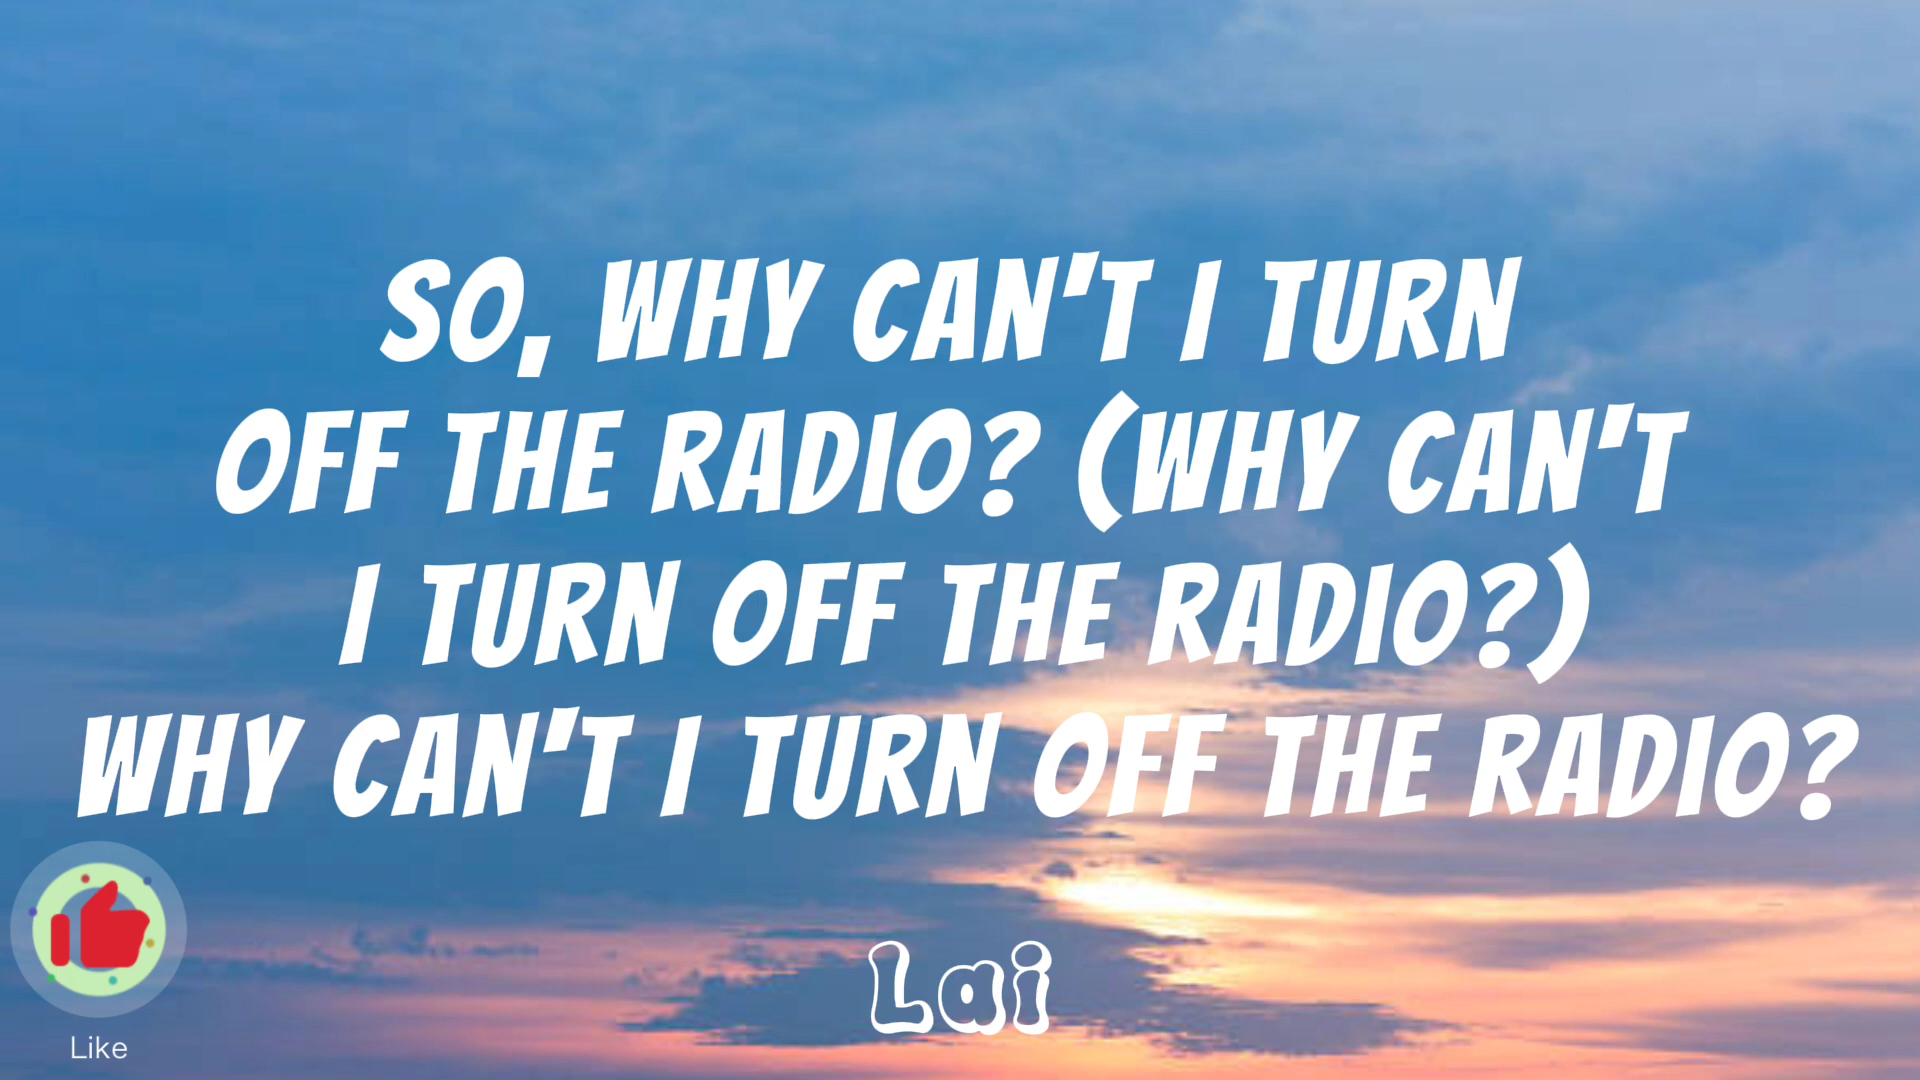 SO, WHY CAN'T I TURN
OFF THE RADIO? (WHY CAN'T
I TURN OFF THE RADIO?)
WHY CAN'T I TURN OFF THE RADIO?
Lai
Like